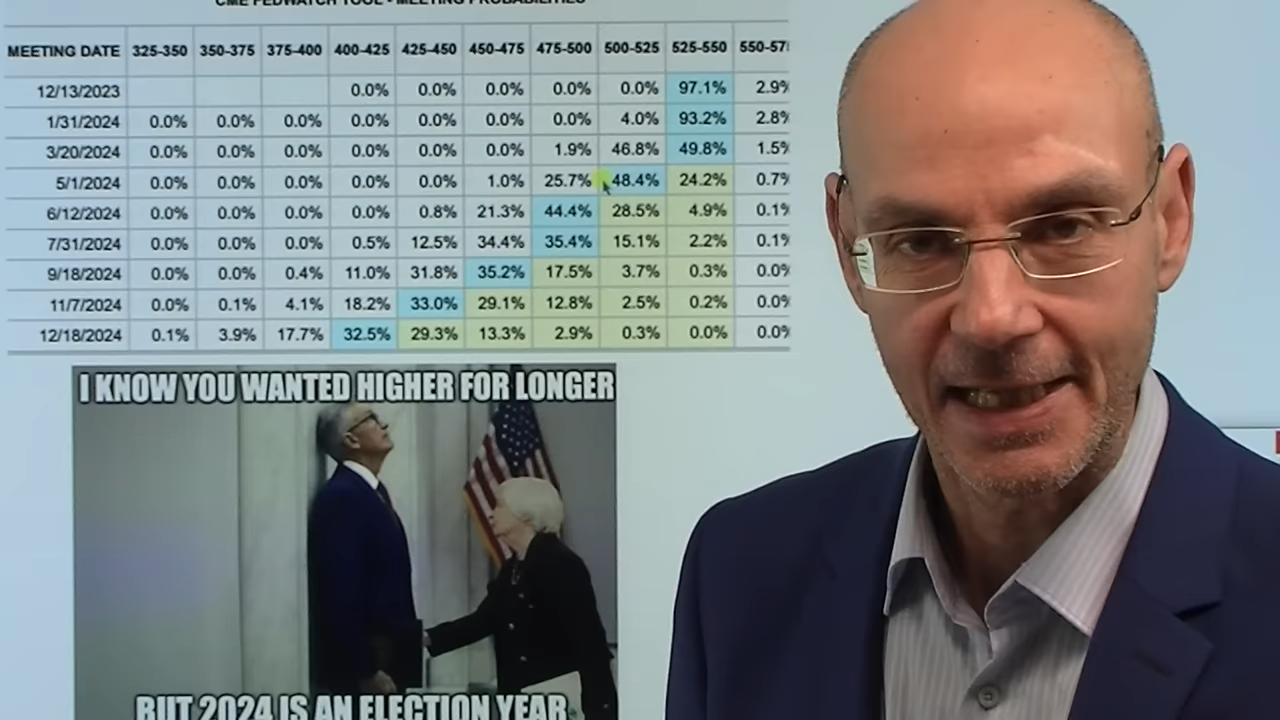 CME FEDWATCH TOOL - MEETING PROBABILITIES
MEETING DATE 325-350 350-375 375-400 400-425 425-450 450-475 475-500 500-525 525-550 550-57
12/13/2023 0.0% 0.0% 0.0% 0.0% 0.0% 97.1% 2.9%
1/31/2024 0.0% 0.0% 0.0% 0.0% 0.0% 0.0% 0.0% 4.0% 93.2% 2.8%
3/20/2024 0.0% 0.0% 0.0% 0.0% 0.0% 0.0% 1.9% 46.8% 49.8% 1.5%
5/1/2024 0.0% 0.0% 0.0% 0.0% 0.0% 1.0% 25.7% 48.4% 24.2% 0.7%
6/12/2024 0.0% 0.0% 0.0% 0.0% 0.8% 21.3% 44.4% 28.5% 4.9% 0.1%
7/31/2024 0.0% 0.0% 0.0% 0.5% 12.5% 34.4% 35.4% 15.1% 2.2% 0.1%
9/18/2024 0.0% 0.0% 0.4% 11.0% 31.8% 35.2% 17.5% 3.7% 0.3% 0.0%
11/7/2024 0.0% 0.1% 4.1% 18.2% 33.0% 29.1% 12.8% 2.5% 0.2% 0.0%
12/18/2024 0.1% 3.9% 17.7% 32.5% 29.3% 13.3% 2.9% 0.3% 0.0% 0.0%
I KNOW YOU WANTED HIGHER FOR LONGER
BUT 2024 IS AN ELECTION YEAR